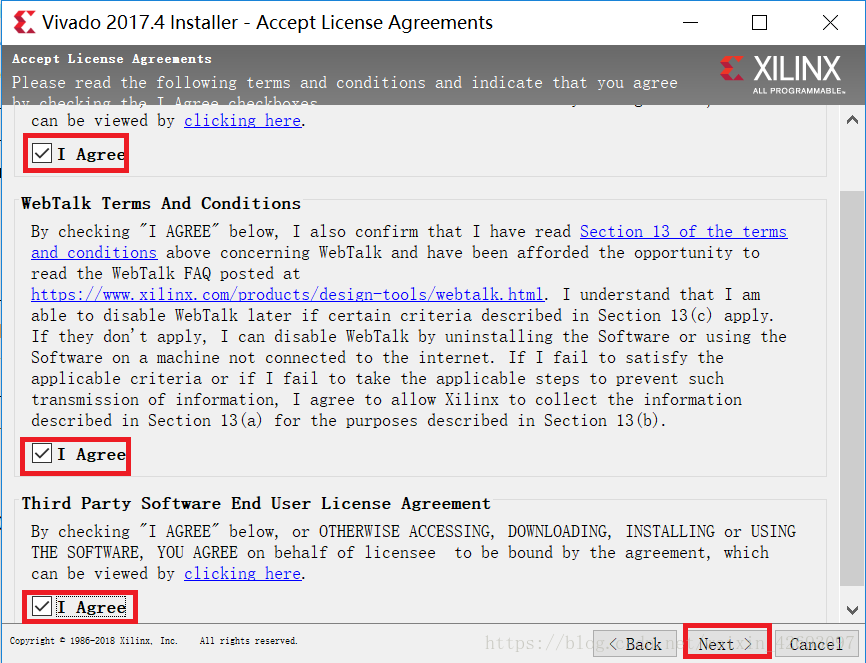 Vivado 2017.4 Installer - Accept License Agreements
Accept License Agreements
Please read the following terms and conditions and indicate that you agree
by checking the I Agree checkboxes.
XILINX
ALL PROGRAMMABLE.
can be viewed by clicking here.
I Agree
WebTalk Terms And Conditions
By checking "I AGREE" below, I also confirm that I have read Section 13 of the terms
and conditions above concerning WebTalk and have been afforded the opportunity to
read the WebTalk FAQ posted at
https://www.xilinx.com/products/design-tools/webtalk.html. I understand that I am
able to disable WebTalk later if certain criteria described in Section 13(c) apply.
If they don't apply, I can disable WebTalk by uninstalling the Software or using the
Software on a machine not connected to the internet. If I fail to satisfy the
applicable criteria or if I fail to take the applicable steps to prevent such
transmission of information, I agree to allow Xilinx to collect the information
described in Section 13(a) for the purposes described in Section 13(b).
I Agree
Third Party Software End User License Agreement
By checking "I AGREE" below, or OTHERWISE ACCESSING, DOWNLOADING, INSTALLING or USING
THE SOFTWARE, YOU AGREE on behalf of licensee to be bound by the agreement, which
can be viewed by clicking here.
I Agree
Copyright © 1986-2018 Xilinx, Inc. All rights reserved.
< Back
Next >
Cancel